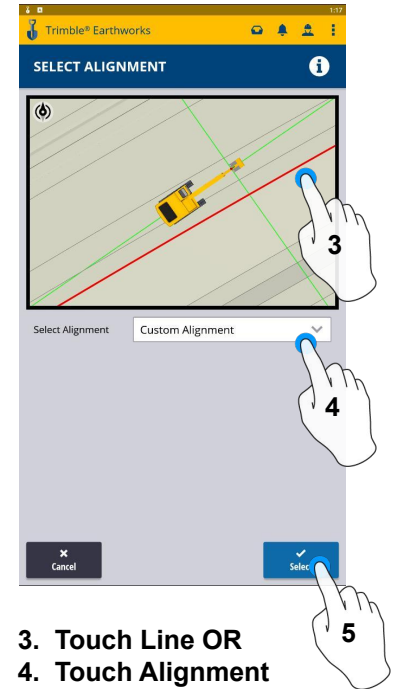 1:17
Trimble® Earthworks
SELECT ALIGNMENT
3
Select Alignment Custom Alignment
4
Cancel Select
5
3. Touch Line OR
4. Touch Alignment